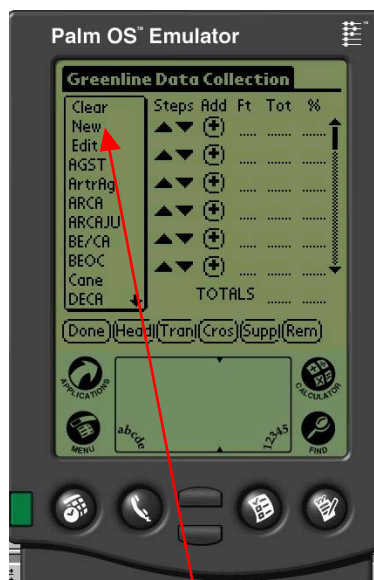 Palm OS™ Emulator
Greenline Data Collection
Clear Steps Add Ft Tot %
New
Edit
AGST
ArtrAg
ARCA
ARCAJU
BE/CA
BEOC
Cane
DECA TOTALS
Done Head Tran Cros Suppl Rem
APPLICATIONS CALCULATOR
abcde 12345
MENU FIND